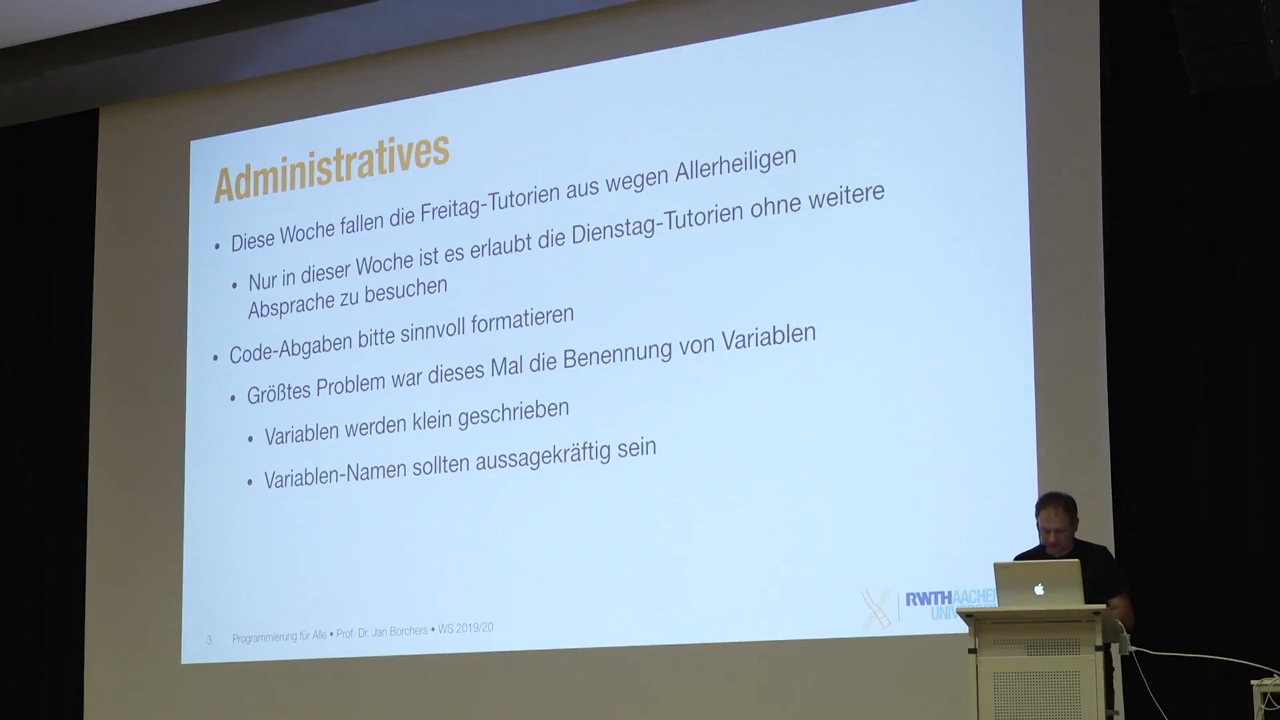 Administratives
• Diese Woche fallen die Freitag-Tutorien aus wegen Allerheiligen
• Nur in dieser Woche ist es erlaubt die Dienstag-Tutorien ohne weitere
Absprache zu besuchen
• Code-Abgaben bitte sinnvoll formatieren
• Größtes Problem war dieses Mal die Benennung von Variablen
• Variablen werden klein geschrieben
• Variablen-Namen sollten aussagekräftig sein
3 Programmierung für Alle • Prof. Dr. Jan Borchers • WS 2019/20
RWTH